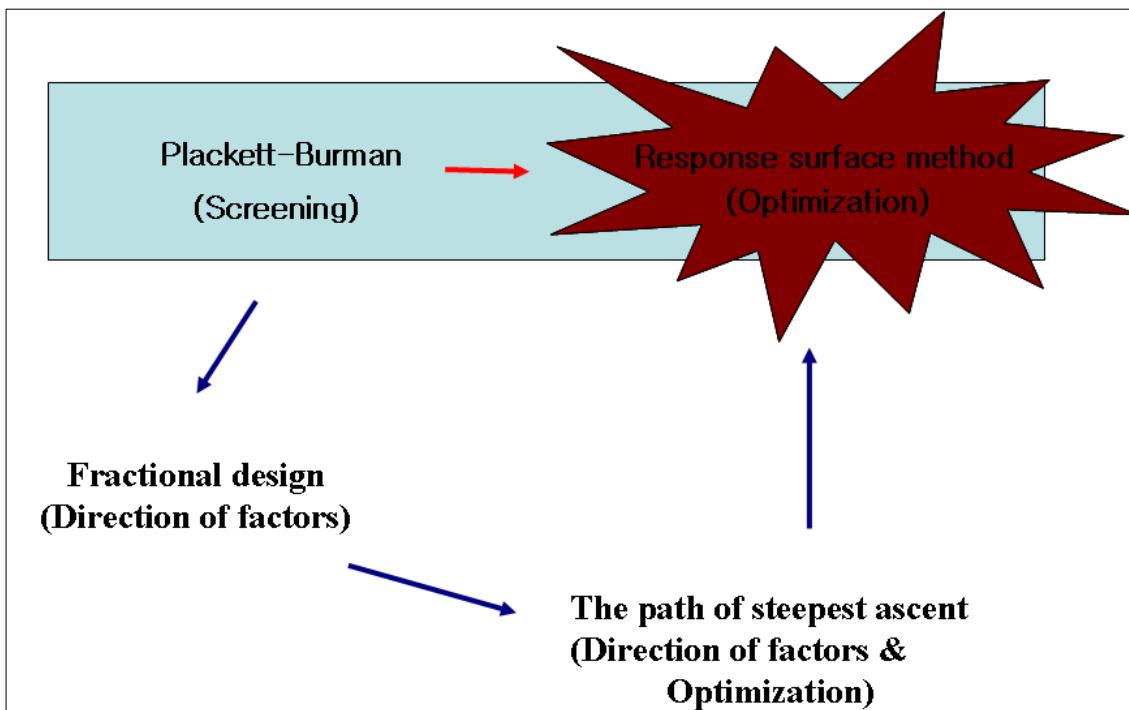 Plackett-Burman
(Screening)
Response surface method
(Optimization)
Fractional design
(Direction of factors)
The path of steepest ascent
(Direction of factors &
Optimization)